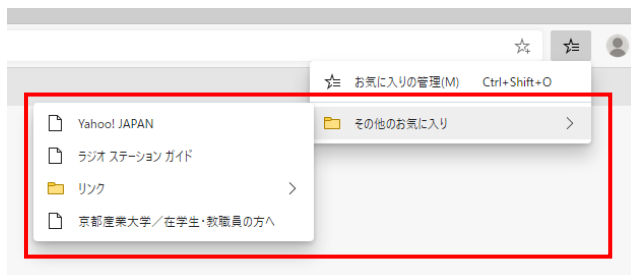 お気に入りの管理(M) Ctrl+Shift+O
その他のお気に入り
Yahoo! JAPAN
ラジオ ステーション ガイド
リンク
京都産業大学／在学生・教職員の方へ